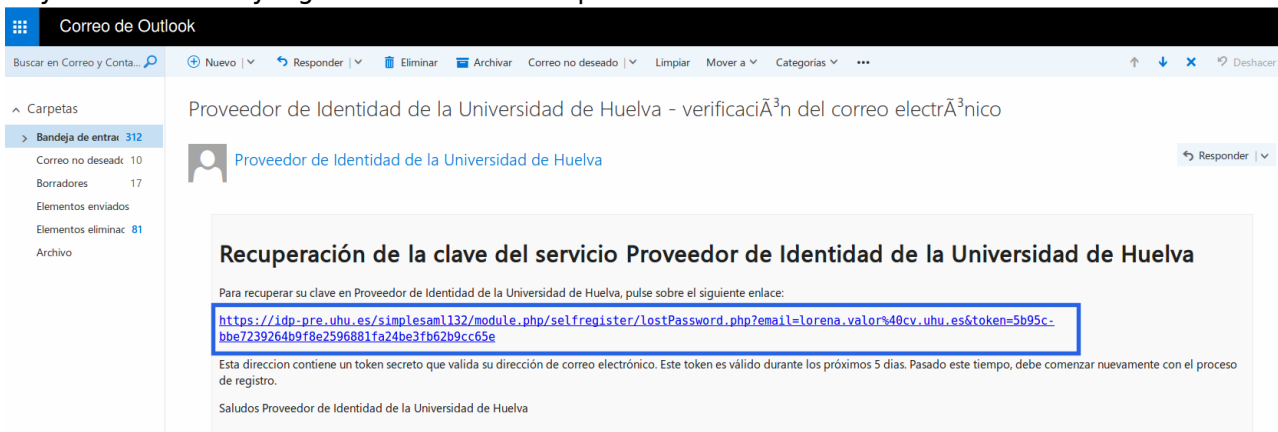 Correo de Outlook
Buscar en Correo y Conta...
Nuevo
Responder
Eliminar
Archivar
Correo no deseado
Limpiar
Mover a
Categorías
Deshacer
Carpetas
Bandeja de entrac 312
Correo no deseadc 10
Borradores 17
Elementos enviados
Elementos eliminac 81
Archivo
Proveedor de Identidad de la Universidad de Huelva - verificaciÃ³n del correo electrÃ³nico
Proveedor de Identidad de la Universidad de Huelva
Responder
Recuperación de la clave del servicio Proveedor de Identidad de la Universidad de Huelva
Para recuperar su clave en Proveedor de Identidad de la Universidad de Huelva, pulse sobre el siguiente enlace:
https://idp-pre.uhu.es/simplesaml132/module.php/selfregister/lostPassword.php?email=lorena.valor%40cv.uhu.es&token=5b95c-
bbe7239264b9f8e2596881fa24be3fb62b9cc65e
Esta direccion contiene un token secreto que valida su dirección de correo electrónico. Este token es válido durante los próximos 5 dias. Pasado este tiempo, debe comenzar nuevamente con el proceso
de registro.
Saludos Proveedor de Identidad de la Universidad de Huelva